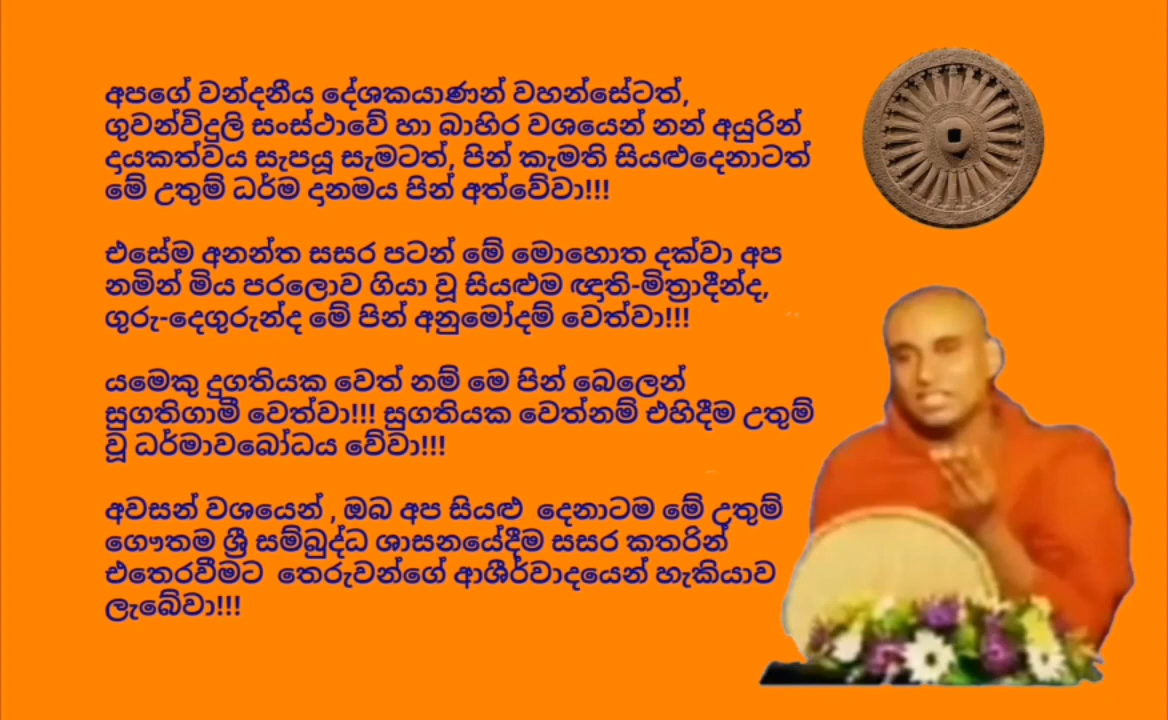 අපගේ වන්දනීය දේශකයාණන් වහන්සේටත්,
ගුවන්විදුලි සංස්ථාවේ හා බාහිර වශයෙන් නන් අයුරින්
දායකත්වය සැපයූ සැමටත්, පින් කැමති සියළුදෙනාටත්
මේ උතුම් ධර්ම දානමය පින් අත්වේවා!!!
එසේම අනන්ත සසර පටන් මේ මොහොත දක්වා අප
නමින් මිය පරලොව ගියා වූ සියළුම ඥාති-මිත්‍රාදීන්ද,
ගුරු-දෙගුරුන්ද මේ පින් අනුමෝදම් වෙත්වා!!!
යමෙකු දුගතියක වෙත් නම් මෙ පින් බෙලෙන්
සුගතිගාමී වෙත්වා!!! සුගතියක වෙත්නම් එහිදීම උතුම්
වූ ධර්මාවබෝධය වේවා!!!
අවසන් වශයෙන් , ඔබ අප සියළු දෙනාටම මේ උතුම්
ගෞතම ශ්‍රී සම්බුද්ධ ශාසනයේදීම සසර කතරින්
එතෙරවීමට තෙරුවන්ගේ ආශීර්වාදයෙන් හැකියාව
ලැබේවා!!!